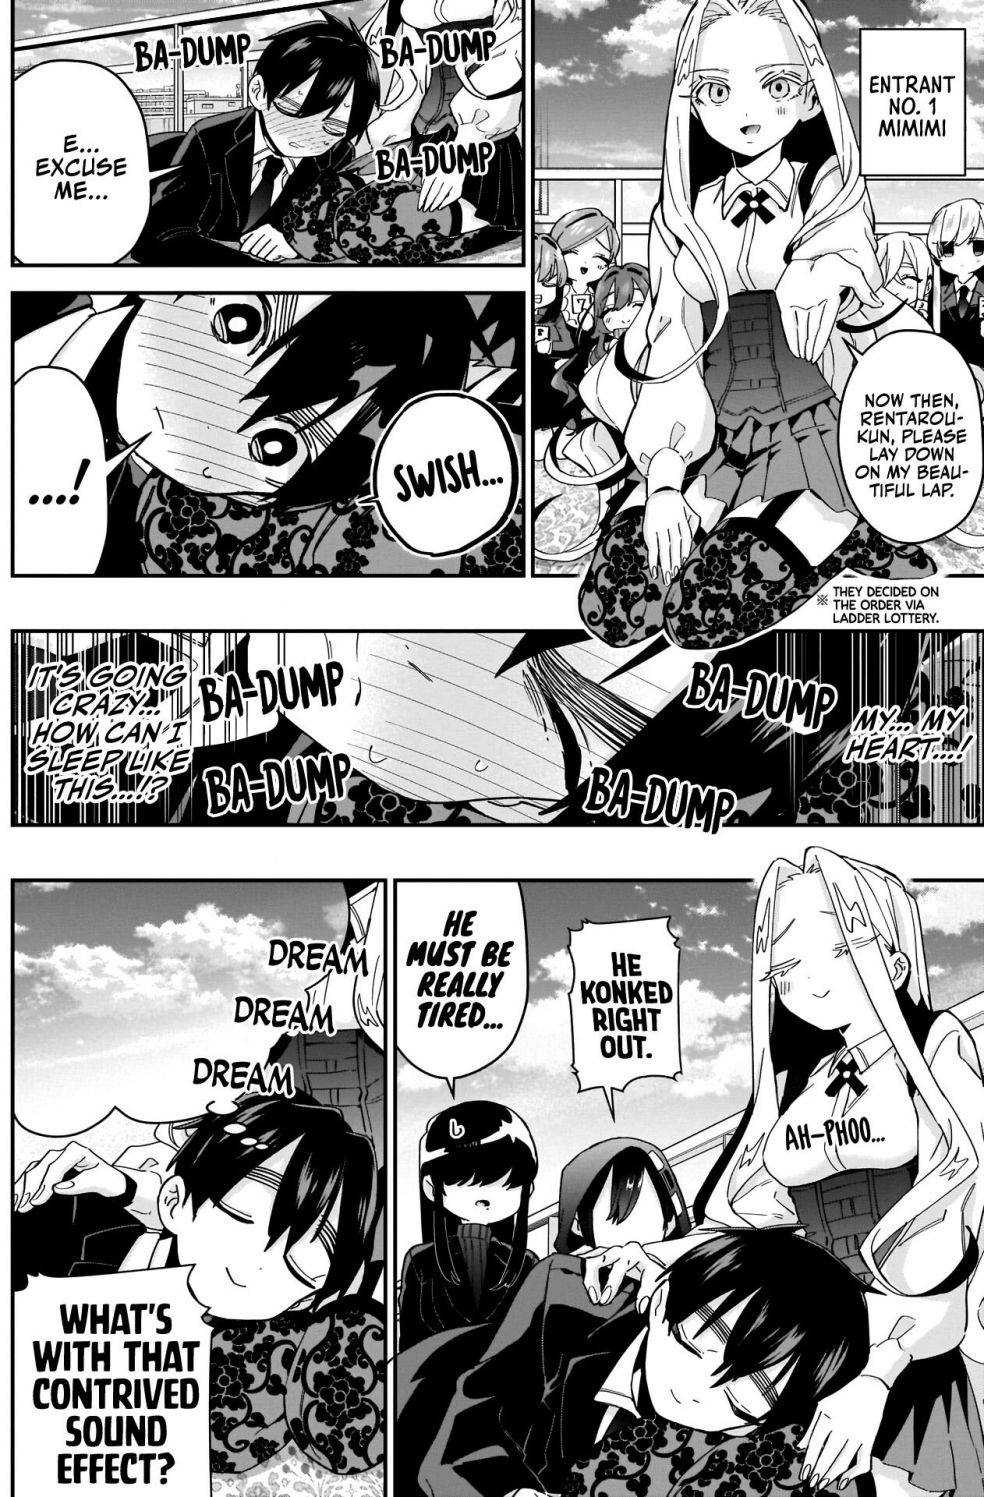 ENTRANT
NO. 1
MIMIMI
NOW THEN,
RENTAROU-
KUN, PLEASE
LAY DOWN
ON MY BEAU-
TIFUL LAP.
※ THEY DECIDED ON
THE ORDER VIA
LADDER LOTTERY.
BA-DUMP
BA-DUMP
BA-DUMP
E...
EXCUSE
ME...
SWISH...
...!
MY... MY
HEART...!
BA-DUMP
BA-DUMP
BA-DUMP
BA-DUMP
IT'S GOING
CRAZY...
HOW CAN I
SLEEP LIKE
THIS...!?
AH-PHOO...
HE
KONKED
RIGHT
OUT.
HE
MUST BE
REALLY
TIRED...
DREAM
DREAM
DREAM
WHAT'S
WITH THAT
CONTRIVED
SOUND
EFFECT?